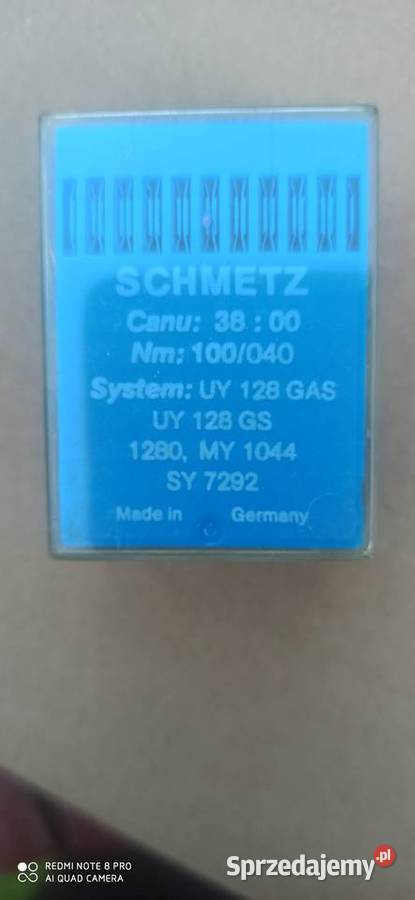 SCHMETZ
Canu: 38 : 00
Nm: 100/040
System: UY 128 GAS
UY 128 GS
1280, MY 1044
SY 7292
Made in Germany
REDMI NOTE 8 PRO
AI QUAD CAMERA
Sprzedajemy.pl